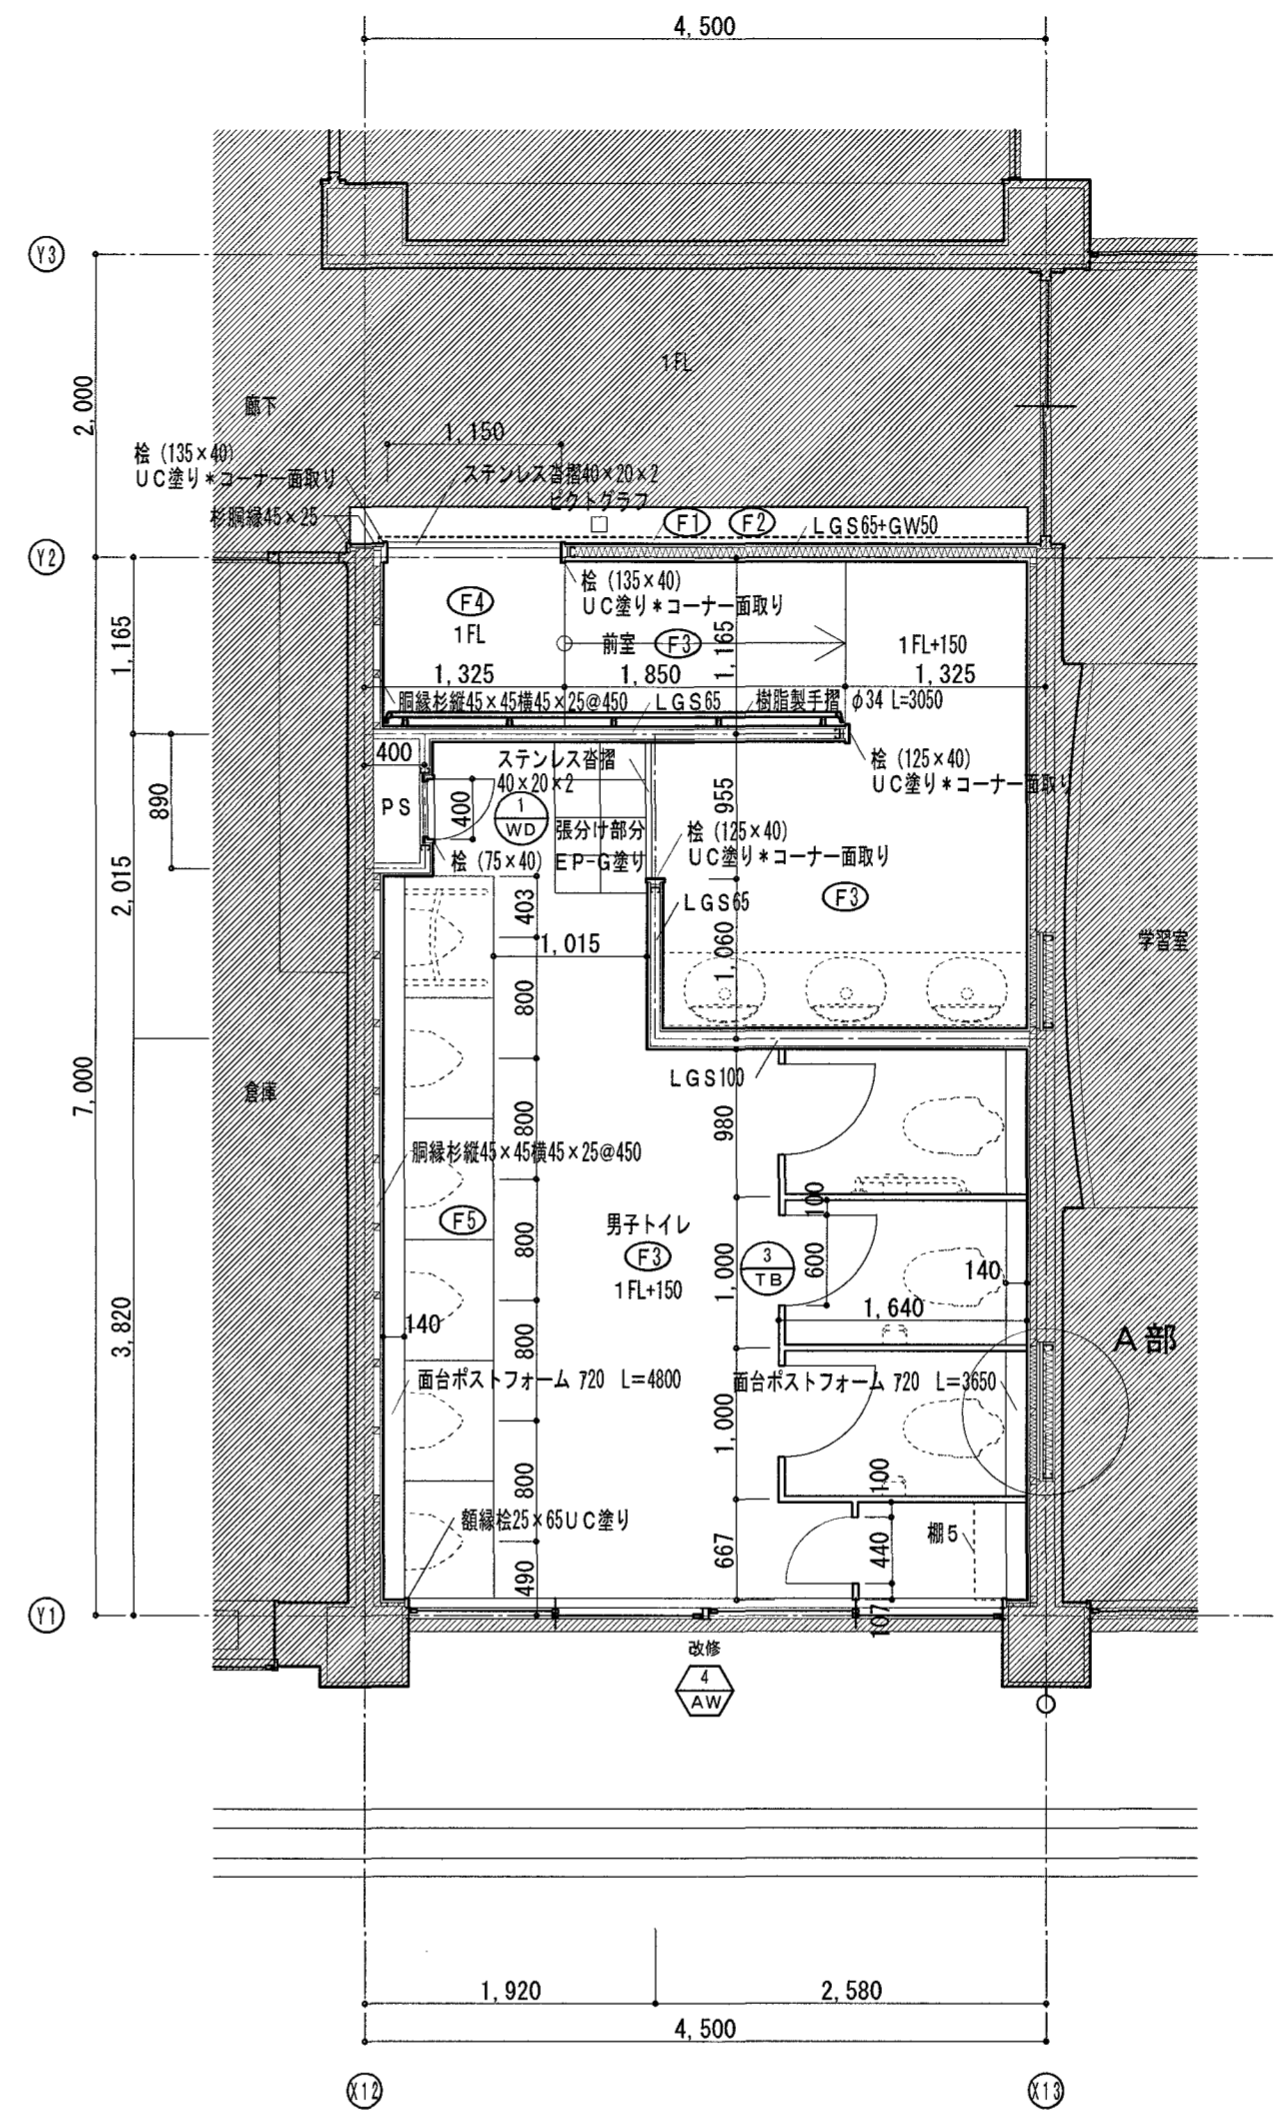 4,500
Y3
1FL
2,000
廊下
1,150
桧 (135×40)
UC塗り*コーナー面取り
ステンレス沓摺40×20×2
ピクトグラフ
杉胴縁45×25
F1
F2
LGS65+GW50
Y2
桧 (135×40)
UC塗り*コーナー面取り
F4
1FL
前室
F3
1,165
1FL+150
1,165
1,325
1,850
1,325
胴縁杉縦45×45横45×25@450
LGS65
樹脂製手摺 φ34 L=3050
400
ステンレス沓摺
40×20×2
桧 (125×40)
UC塗り*コーナー面取り
890
PS
400
1
WD
張分け部分
EP-G塗り
955
桧 (125×40)
UC塗り*コーナー面取り
桧 (75×40)
2,015
403
LGS65
F3
1,015
1,060
学習室
800
7,000
倉庫
LGS100
980
800
胴縁杉縦45×45横45×25@450
100
F5
男子トイレ
F3
1FL+150
800
1,000
3
TB
600
140
1,640
3,820
140
800
A部
面台ポストフォーム ｱ20 L=4800
面台ポストフォーム ｱ20 L=3650
1,000
800
100
額縁桧25×65UC塗り
667
440
棚5
490
107
Y1
改修
4
AW
1,920
2,580
4,500
X12
X13